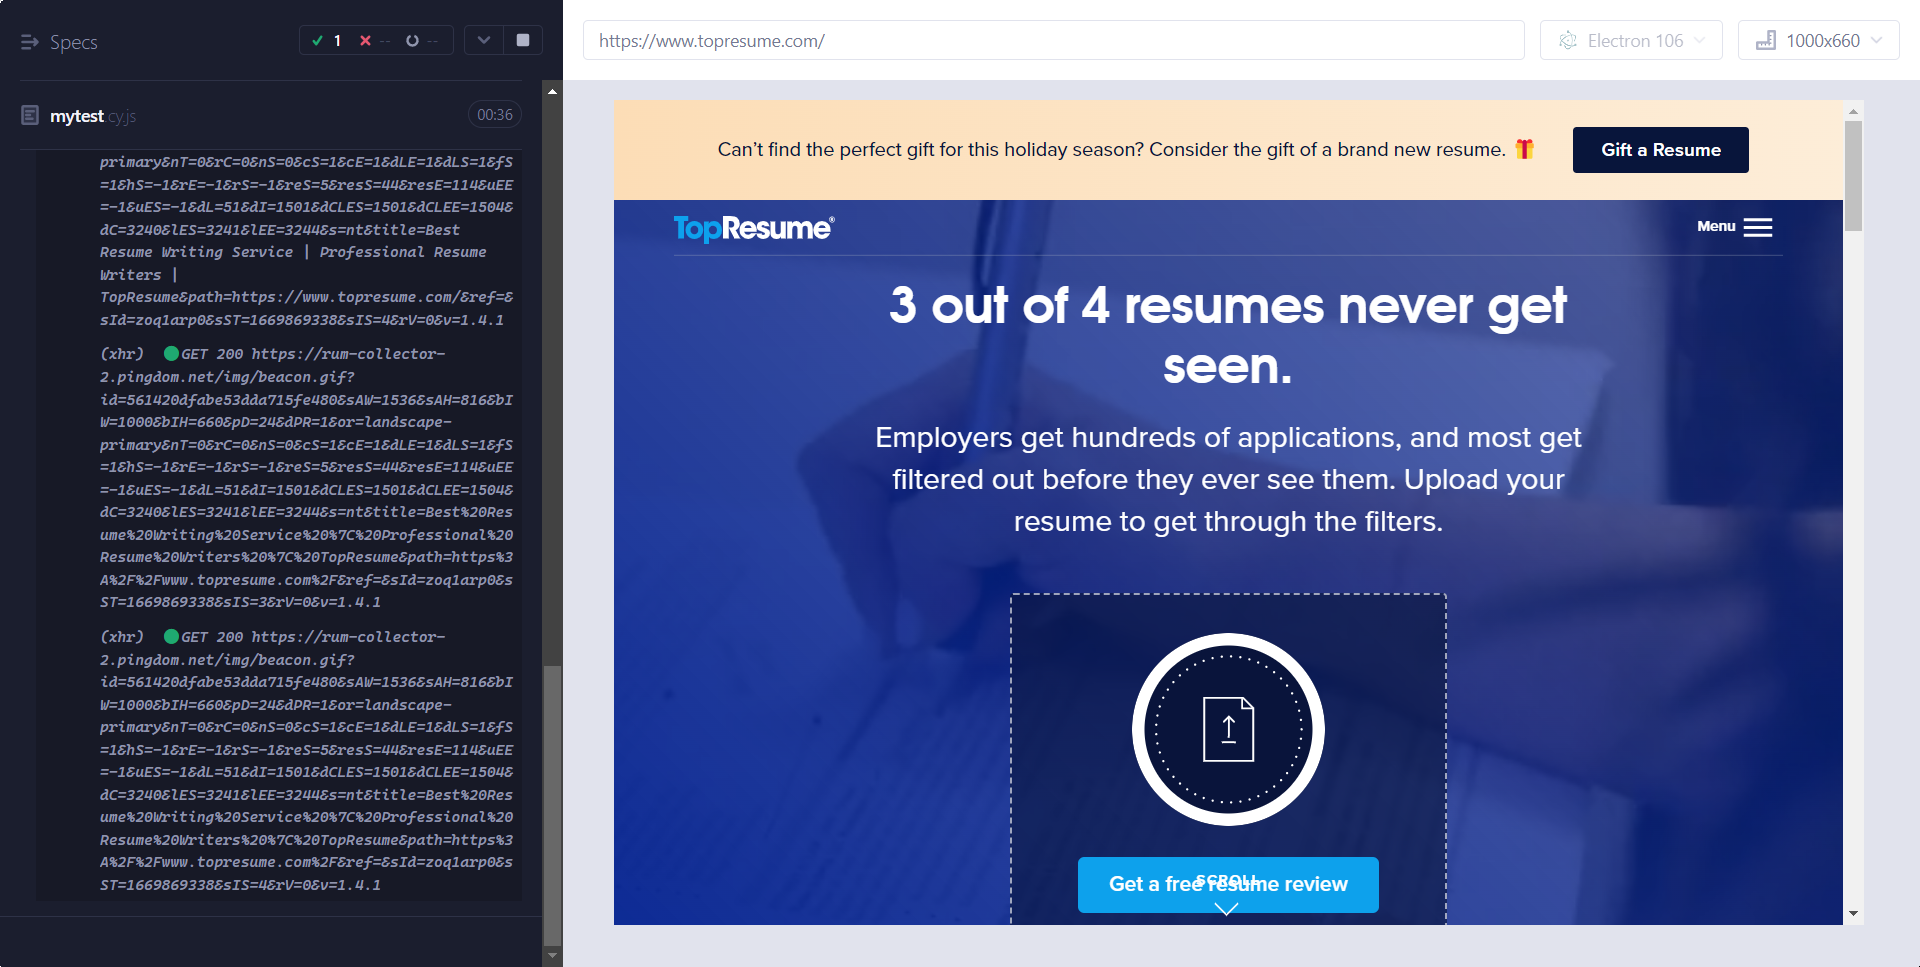 Specs
1
--
--
mytest.cy.js
00:36
primary&nT=0&rC=0&nS=0&cS=1&cE=1&dLE=1&dLS=1&fS
=1&hS=-1&rE=-1&rS=-1&reS=5&resS=44&resE=114&uEE
=-1&uES=-1&dL=51&dI=1501&dCLES=1501&dCLEE=1504&
dC=3240&lES=3241&lEE=3244&s=nt&title=Best
Resume Writing Service | Professional Resume
Writers |
TopResume&path=https://www.topresume.com/&ref=&
sId=zoq1arp0&sST=1669869338&sIS=4&rV=0&v=1.4.1
(xhr) GET 200 https://rum-collector-
2.pingdom.net/img/beacon.gif?
id=561420dfabe53dda715fe480&sAW=1536&sAH=816&bI
W=1000&bIH=660&pD=24&dPR=1&or=landscape-
primary&nT=0&rC=0&nS=0&cS=1&cE=1&dLE=1&dLS=1&fS
=1&hS=-1&rE=-1&rS=-1&reS=5&resS=44&resE=114&uEE
=-1&uES=-1&dL=51&dI=1501&dCLES=1501&dCLEE=1504&
dC=3240&lES=3241&lEE=3244&s=nt&title=Best%20Res
ume%20Writing%20Service%20%7C%20Professional%20
Resume%20Writers%20%7C%20TopResume&path=https%3
A%2F%2Fwww.topresume.com%2F&ref=&sId=zoq1arp0&s
ST=1669869338&sIS=3&rV=0&v=1.4.1
(xhr) GET 200 https://rum-collector-
2.pingdom.net/img/beacon.gif?
id=561420dfabe53dda715fe480&sAW=1536&sAH=816&bI
W=1000&bIH=660&pD=24&dPR=1&or=landscape-
primary&nT=0&rC=0&nS=0&cS=1&cE=1&dLE=1&dLS=1&fS
=1&hS=-1&rE=-1&rS=-1&reS=5&resS=44&resE=114&uEE
=-1&uES=-1&dL=51&dI=1501&dCLES=1501&dCLEE=1504&
dC=3240&lES=3241&lEE=3244&s=nt&title=Best%20Res
ume%20Writing%20Service%20%7C%20Professional%20
Resume%20Writers%20%7C%20TopResume&path=https%3
A%2F%2Fwww.topresume.com%2F&ref=&sId=zoq1arp0&s
ST=1669869338&sIS=4&rV=0&v=1.4.1
https://www.topresume.com/
Electron 106
1000x660
Can’t find the perfect gift for this holiday season? Consider the gift of a brand new resume.
Gift a Resume
TopResume®
Menu
3 out of 4 resumes never get
seen.
Employers get hundreds of applications, and most get
filtered out before they ever see them. Upload your
resume to get through the filters.
Get a free resume review
SCROLL